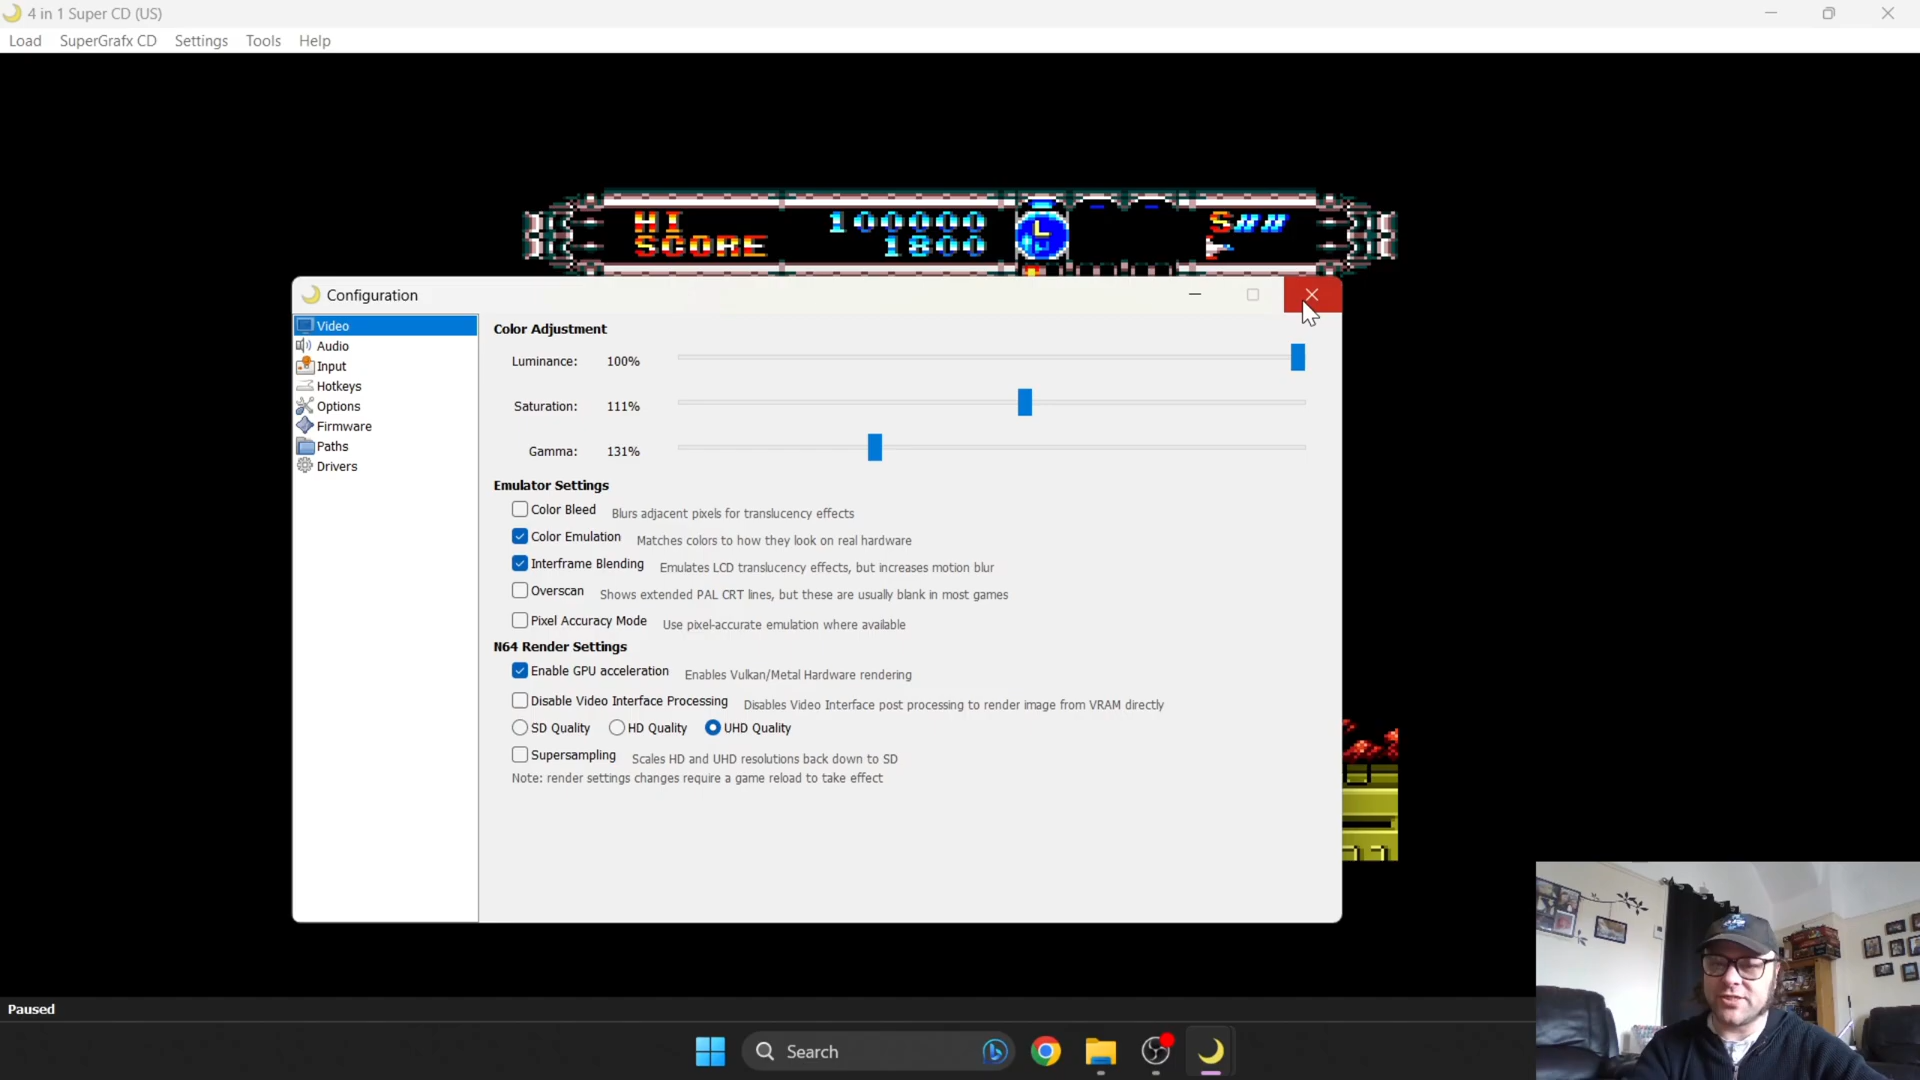 4 in 1 Super CD (US)
Load SuperGrafx CD Settings Tools Help
HI 100000 L S
SCORE 1800
Configuration
Video
Audio
Input
Hotkeys
Options
Firmware
Paths
Drivers
Color Adjustment
Luminance: 100%
Saturation: 111%
Gamma: 131%
Emulator Settings
Color Bleed Blurs adjacent pixels for translucency effects
Color Emulation Matches colors to how they look on real hardware
Interframe Blending Emulates LCD translucency effects, but increases motion blur
Overscan Shows extended PAL CRT lines, but these are usually blank in most games
Pixel Accuracy Mode Use pixel-accurate emulation where available
N64 Render Settings
Enable GPU acceleration Enables Vulkan/Metal Hardware rendering
Disable Video Interface Processing Disables Video Interface post processing to render image from VRAM directly
SD Quality HD Quality UHD Quality
Supersampling Scales HD and UHD resolutions back down to SD
Note: render settings changes require a game reload to take effect
Paused
Search